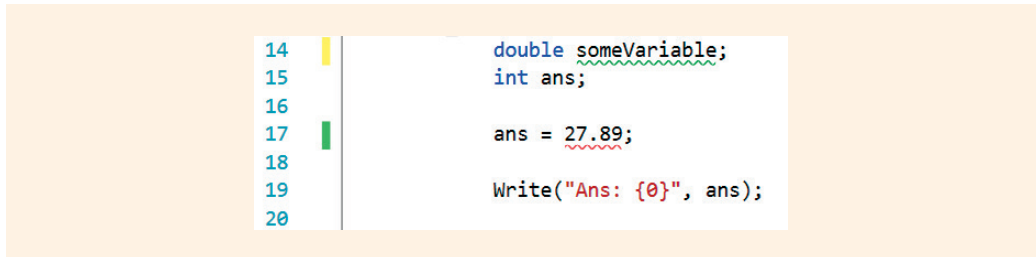 14 double someVariable;
15 int ans;
16
17 ans = 27.89;
18
19 Write("Ans: {0}", ans);
20